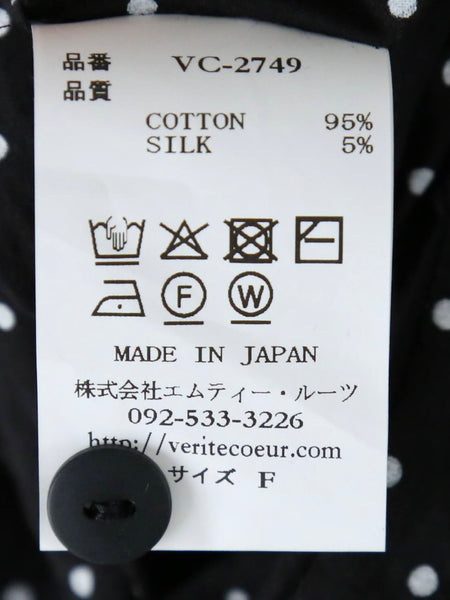 品番 VC-2749
品質
COTTON 95%
SILK 5%
F W
MADE IN JAPAN
株式会社エムティー・ルーツ
092-533-3226
http://veritecoeur.com
サイズ F